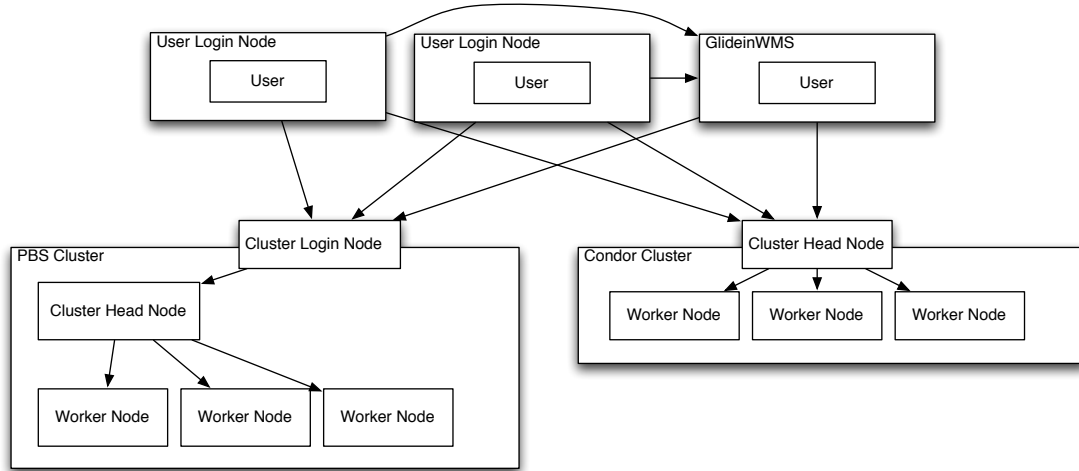 User Login Node
User
User Login Node
User
GlideinWMS
User
Cluster Login Node
PBS Cluster
Cluster Head Node
Worker Node
Worker Node
Worker Node
Cluster Head Node
Condor Cluster
Worker Node
Worker Node
Worker Node